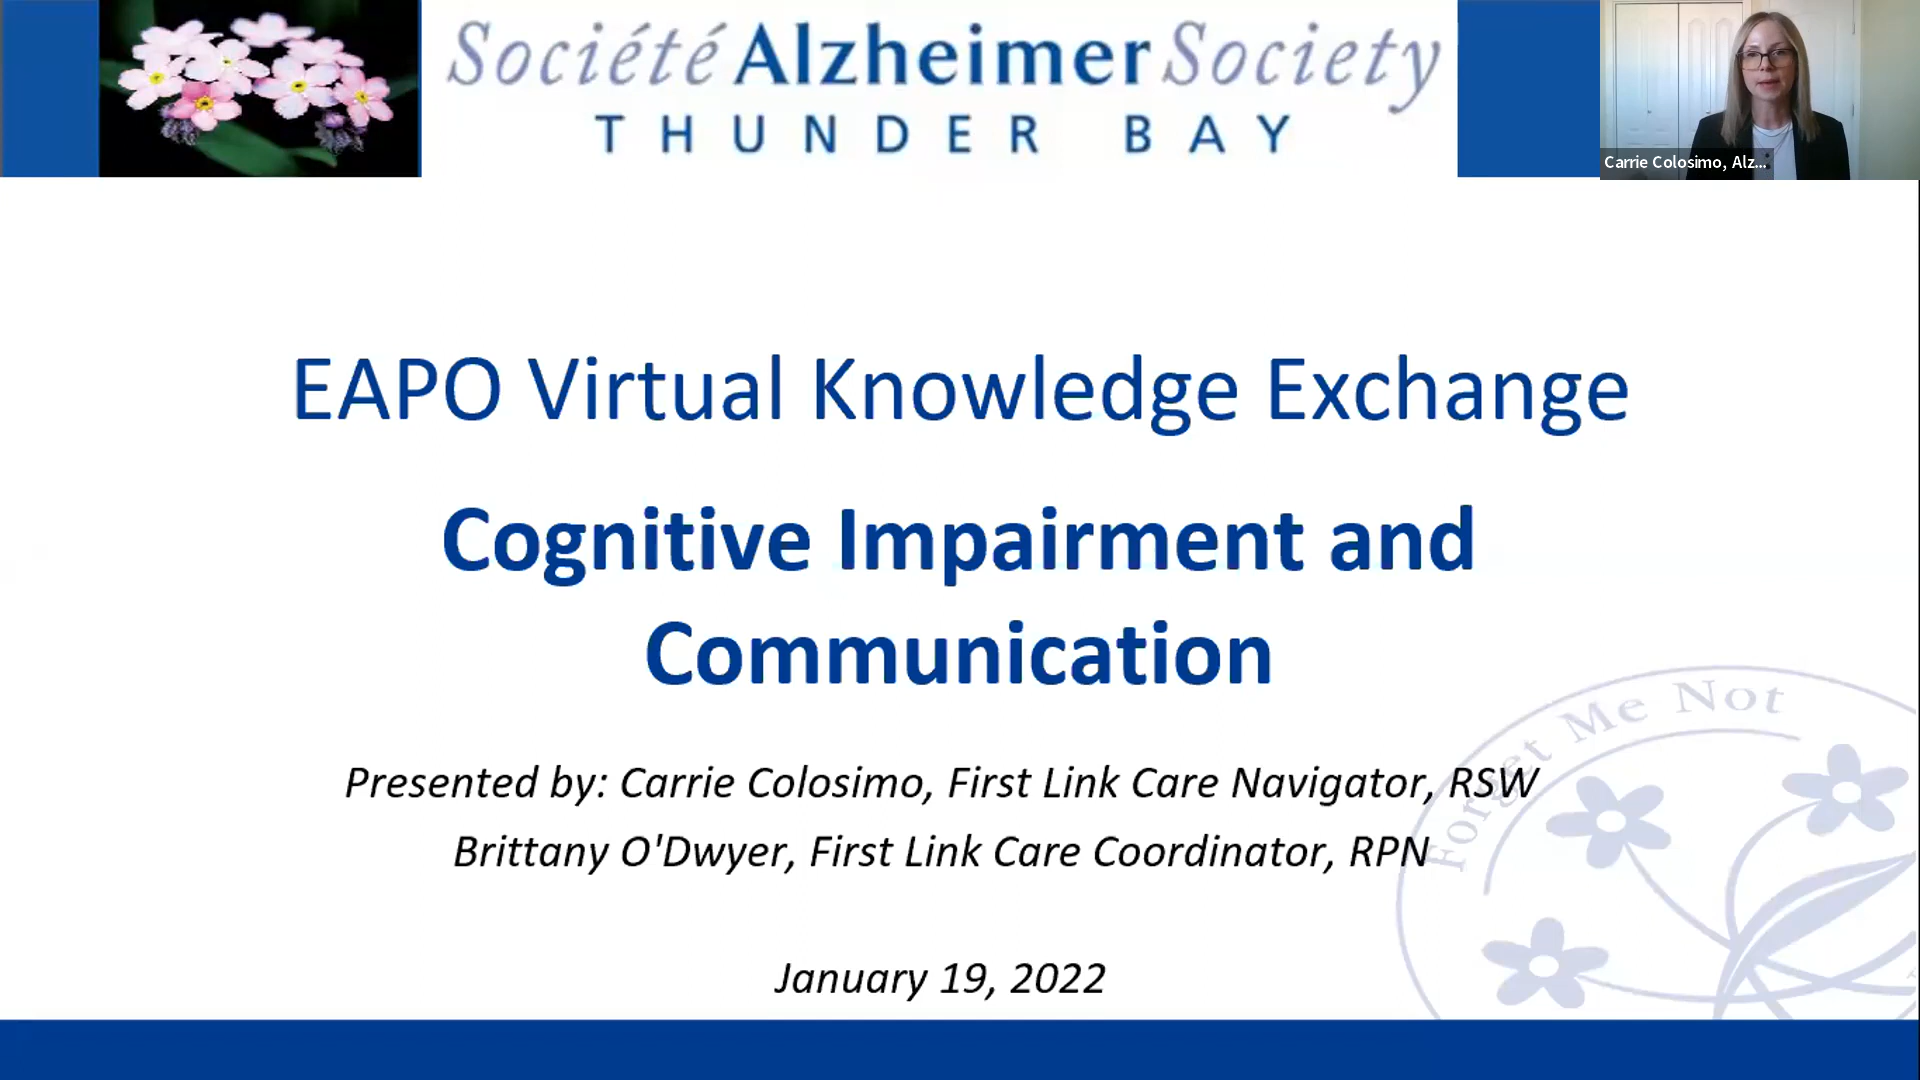 Société Alzheimer Society
THUNDER BAY
Carrie Colosimo, Alz...
EAPO Virtual Knowledge Exchange
Cognitive Impairment and
Communication
Presented by: Carrie Colosimo, First Link Care Navigator, RSW
Brittany O'Dwyer, First Link Care Coordinator, RPN
January 19, 2022
Forget Me Not